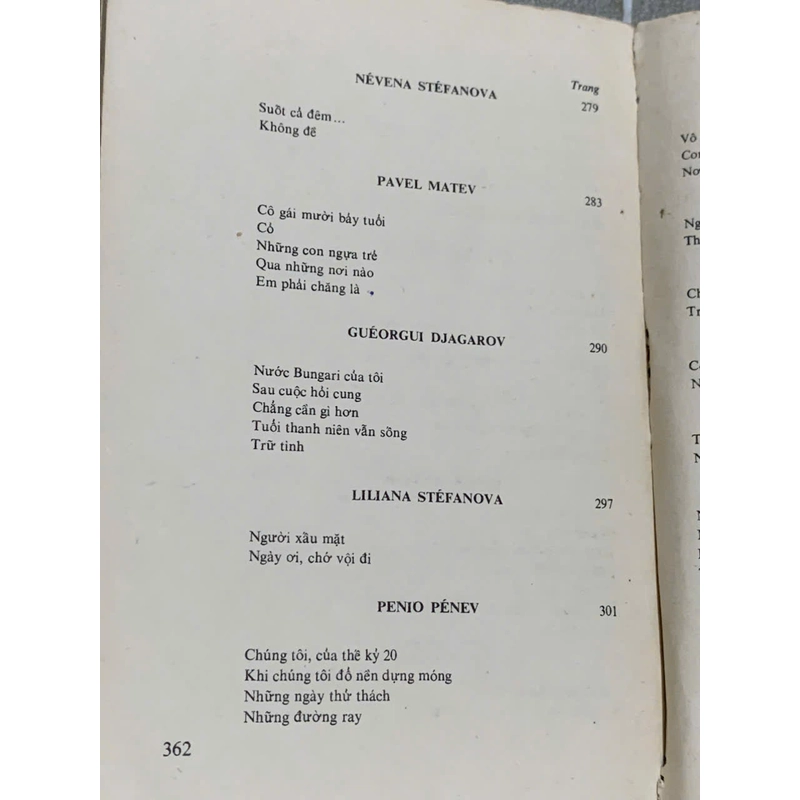 NÉVENA STÉFANOVA
Trang
279
Suốt cả đêm...
Không đề
PAVEL MATEV
283
Cô gái mười bảy tuổi
Cỏ
Những con ngựa trẻ
Qua những nơi nào
Em phải chăng là
GUÉORGUI DJAGAROV
290
Nước Bungari của tôi
Sau cuộc hỏi cung
Chẳng cần gì hơn
Tuổi thanh niên vẫn sống
Trữ tình
LILIANA STÉFANOVA
297
Người xấu mặt
Ngày ơi, chớ vội đi
PENIO PÉNEV
301
Chúng tôi, của thế kỷ 20
Khi chúng tôi đổ nền dựng móng
Những ngày thử thách
Những đường ray
362
Vô
Th
Tr